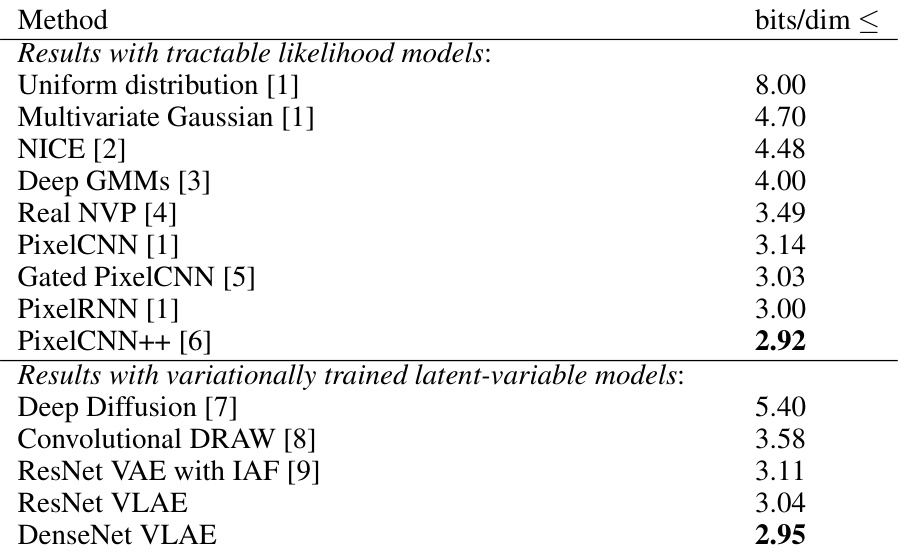 Method bits/dim ≤
Results with tractable likelihood models:
Uniform distribution [1] 8.00
Multivariate Gaussian [1] 4.70
NICE [2] 4.48
Deep GMMs [3] 4.00
Real NVP [4] 3.49
PixelCNN [1] 3.14
Gated PixelCNN [5] 3.03
PixelRNN [1] 3.00
PixelCNN++ [6] 2.92
Results with variationally trained latent-variable models:
Deep Diffusion [7] 5.40
Convolutional DRAW [8] 3.58
ResNet VAE with IAF [9] 3.11
ResNet VLAE 3.04
DenseNet VLAE 2.95